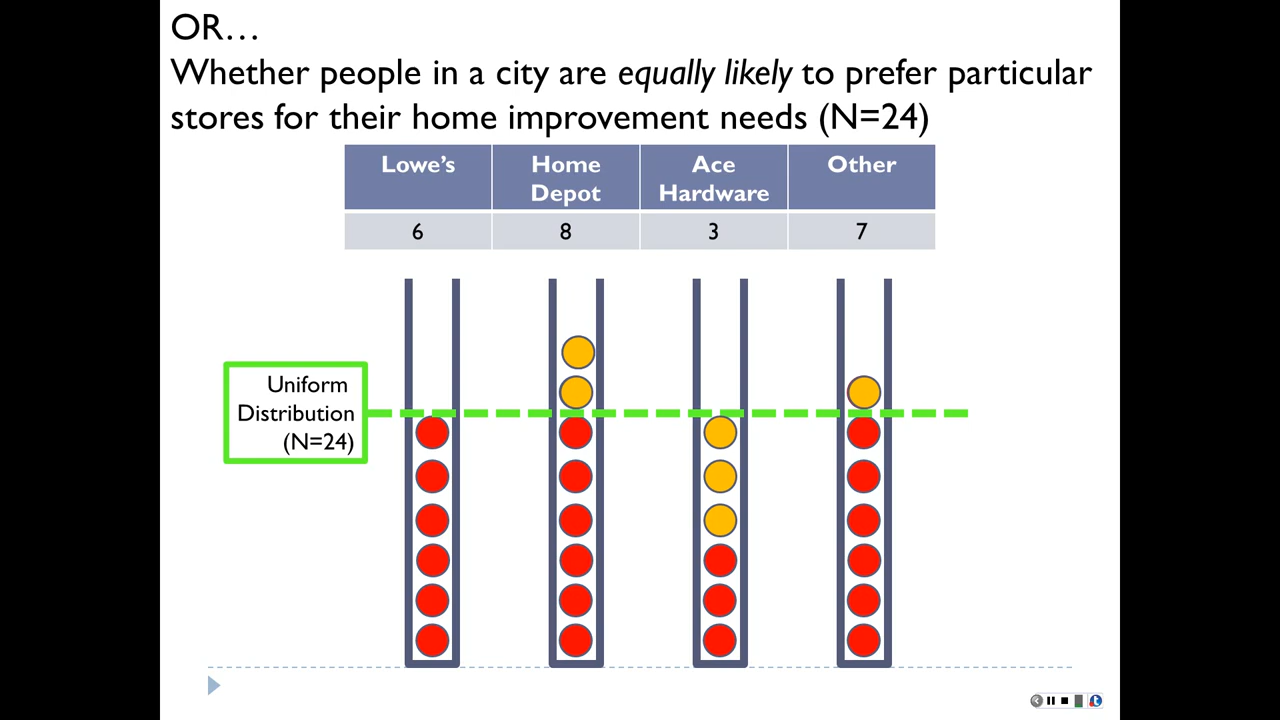 OR…
Whether people in a city are equally likely to prefer particular
stores for their home improvement needs (N=24)
Lowe’s
Home
Depot
Ace
Hardware
Other
6
8
3
7
Uniform
Distribution
(N=24)